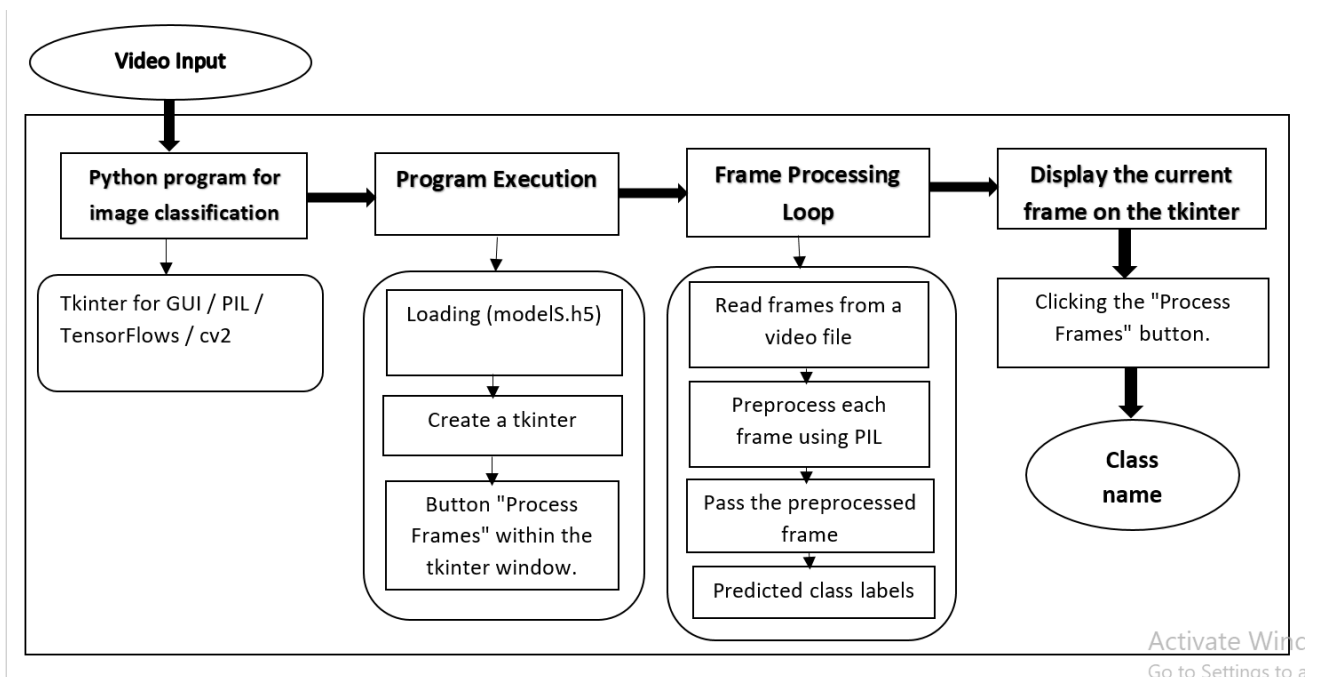 Video Input
Python program for
image classification
Tkinter for GUI / PIL /
TensorFlows / cv2
Program Execution
Loading (modelS.h5)
Create a tkinter
Button "Process
Frames" within the
tkinter window.
Frame Processing
Loop
Read frames from a
video file
Preprocess each
frame using PIL
Pass the preprocessed
frame
Predicted class labels
Display the current
frame on the tkinter
Clicking the "Process
Frames" button.
Class
name
Activate Winc
Go to Settings to a